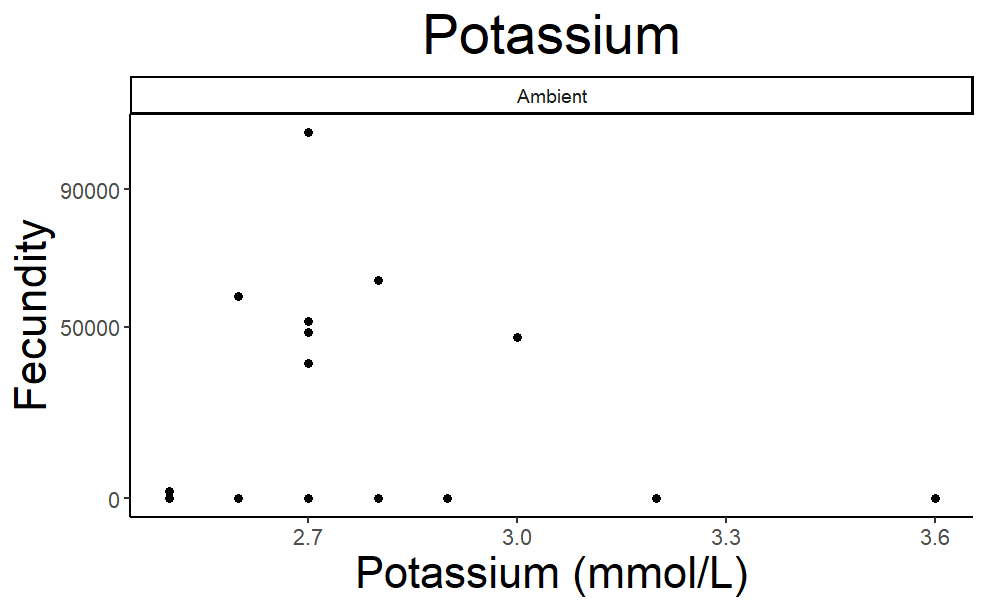 Potassium
Ambient
Fecundity
90000
50000
0
2.7 3.0 3.3 3.6
Potassium (mmol/L)